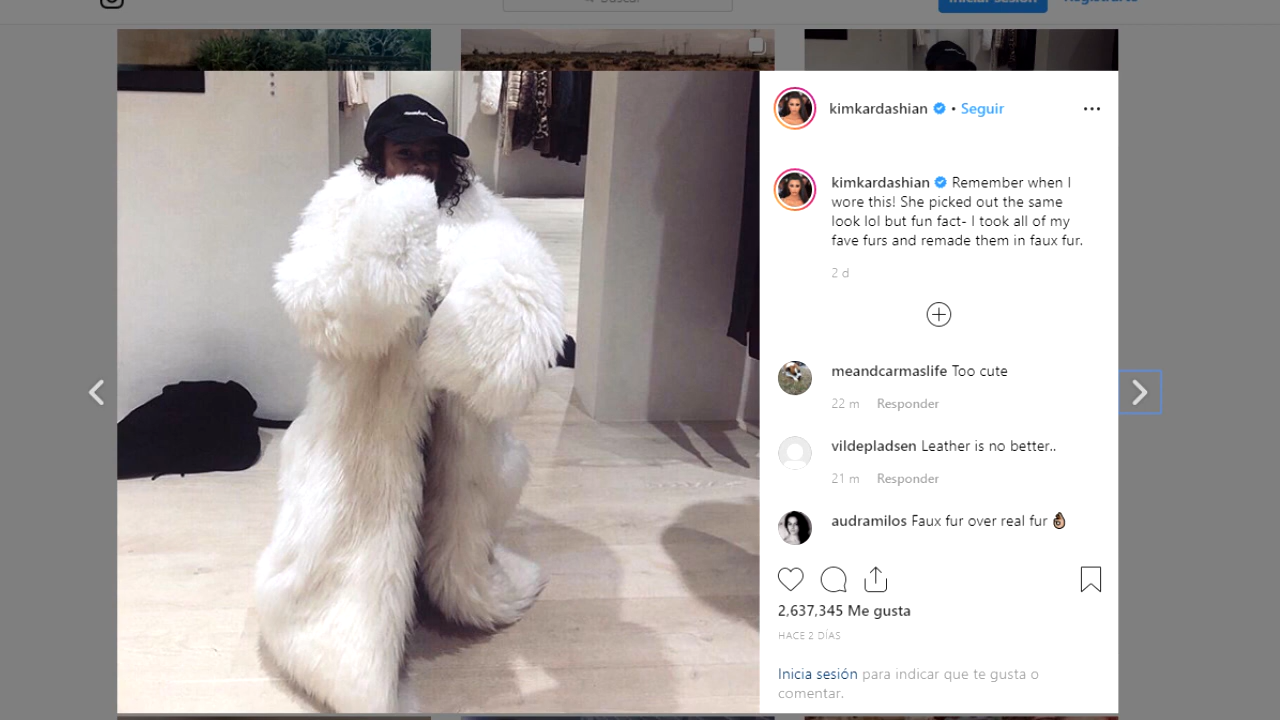 kimkardashian • Seguir
kimkardashian Remember when I
wore this! She picked out the same
look lol but fun fact- I took all of my
fave furs and remade them in faux fur.
2 d
meandcarmaslife Too cute
22 m Responder
vildepladsen Leather is no better..
21 m Responder
audramilos Faux fur over real fur 👌🏽
2,637,345 Me gusta
HACE 2 DÍAS
Inicia sesión para indicar que te gusta o
comentar.